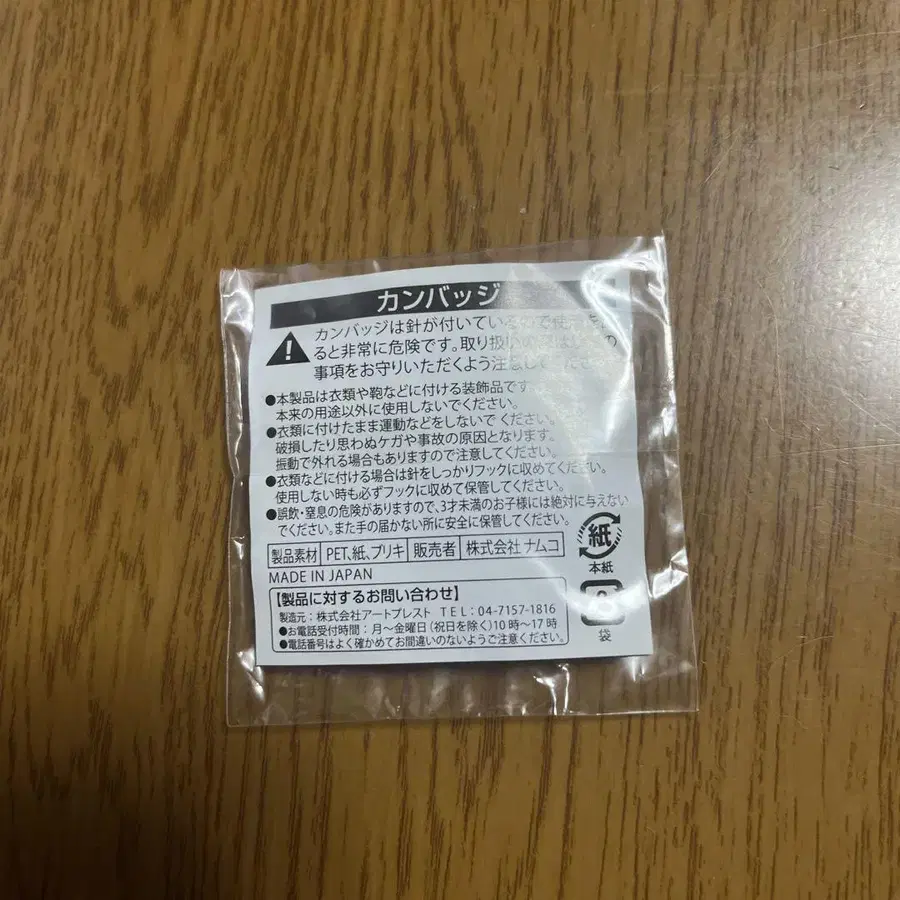 カンバッジ
カンバッジは針が付いているので
ると非常に危険です。取り扱い
事項をお守りいただくよう注意して
●本製品は衣類や鞄などに付ける装飾品です
本来の用途以外に使用しないでください。
●衣類に付けたまま運動などをしないでください。
破損したり思わぬケガや事故の原因となります。
振動で外れる場合もありますので注意してください。
●衣類などに付ける場合は針をしっかりフックに収めてください。
使用しない時も必ずフックに収めて保管してください。
●誤飲・窒息の危険がありますので、3才未満のお子様には絶対に与えない
でください。また手の届かない所に安全に保管してください。
製品素材 PET、紙、ブリキ 販売者 株式会社 ナムコ
MADE IN JAPAN
【製品に対するお問い合わせ】
製造元：株式会社アートプレスト TEL：04-7157-1816
●お電話受付時間：月〜金曜日(祝日を除く)10時〜17時
●電話番号はよく確かめてお間違いのないようご注意ください。
紙
本紙
袋